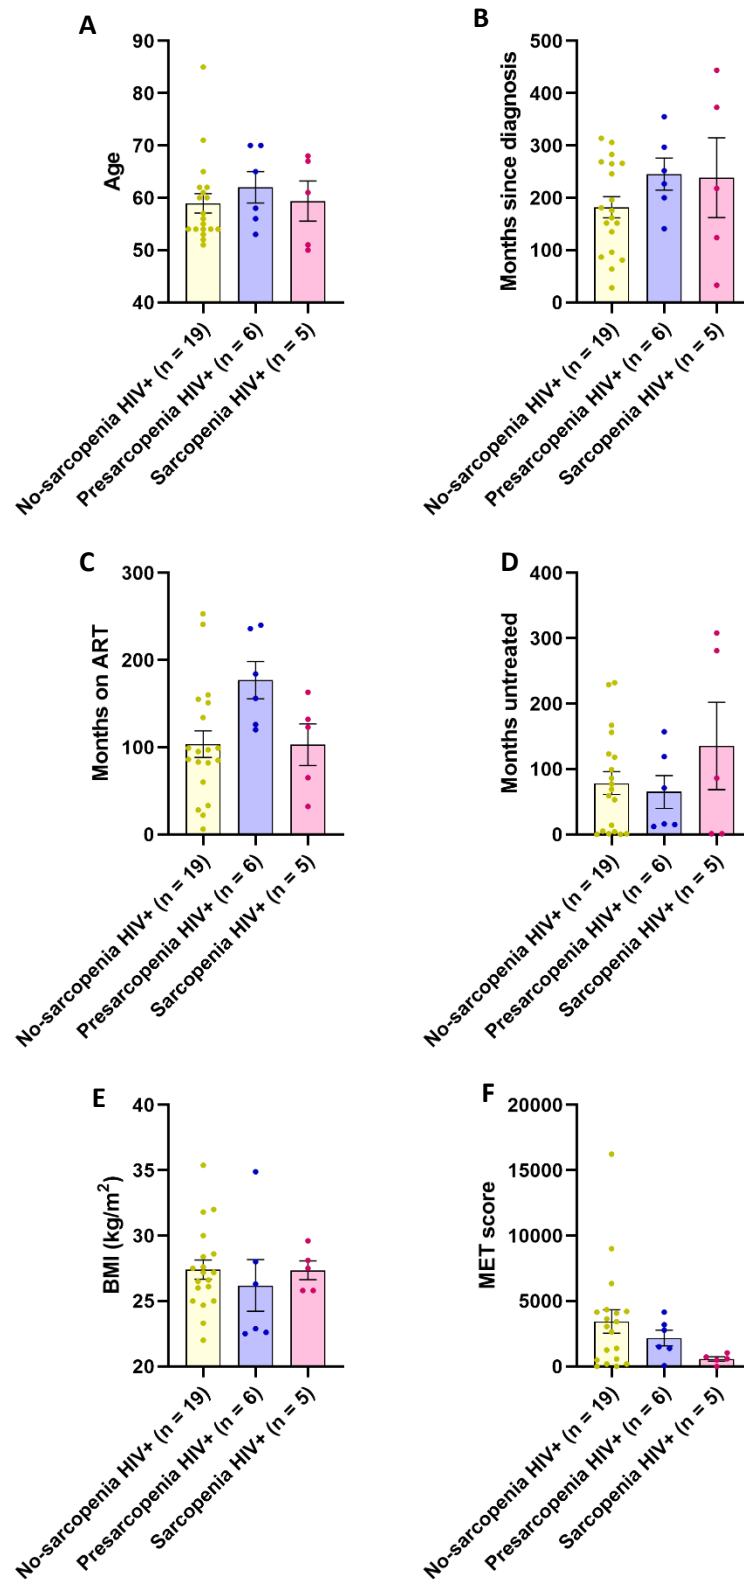 A
90
80
70
60
50
40
Age
No-sarcopenia HIV+ (n = 19)
Presarcopenia HIV+ (n = 6)
Sarcopenia HIV+ (n = 5)
B
500
400
300
200
100
0
Months since diagnosis
No-sarcopenia HIV+ (n = 19)
Presarcopenia HIV+ (n = 6)
Sarcopenia HIV+ (n = 5)
C
300
200
100
0
Months on ART
No-sarcopenia HIV+ (n = 19)
Presarcopenia HIV+ (n = 6)
Sarcopenia HIV+ (n = 5)
D
400
300
200
100
0
Months untreated
No-sarcopenia HIV+ (n = 19)
Presarcopenia HIV+ (n = 6)
Sarcopenia HIV+ (n = 5)
E
40
35
30
25
20
BMI (kg/m²)
No-sarcopenia HIV+ (n = 19)
Presarcopenia HIV+ (n = 6)
Sarcopenia HIV+ (n = 5)
F
20000
15000
10000
5000
0
MET score
No-sarcopenia HIV+ (n = 19)
Presarcopenia HIV+ (n = 6)
Sarcopenia HIV+ (n = 5)